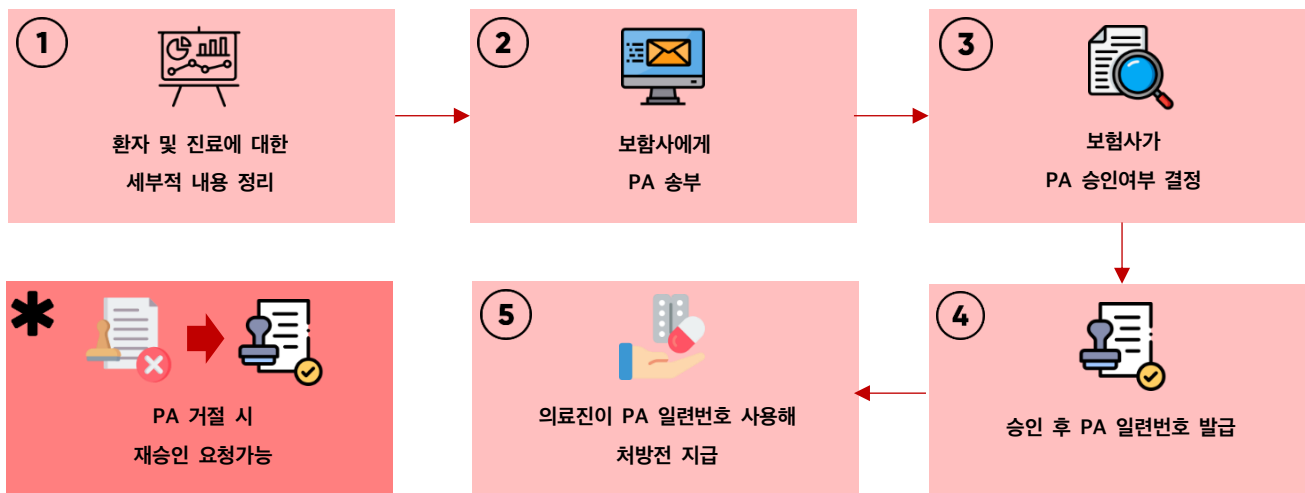 1
환자 및 진료에 대한
세부적 내용 정리
2
보함사에게
PA 송부
3
보험사가
PA 승인여부 결정
4
승인 후 PA 일련번호 발급
5
의료진이 PA 일련번호 사용해
처방전 지급
*
PA 거절 시
재승인 요청가능